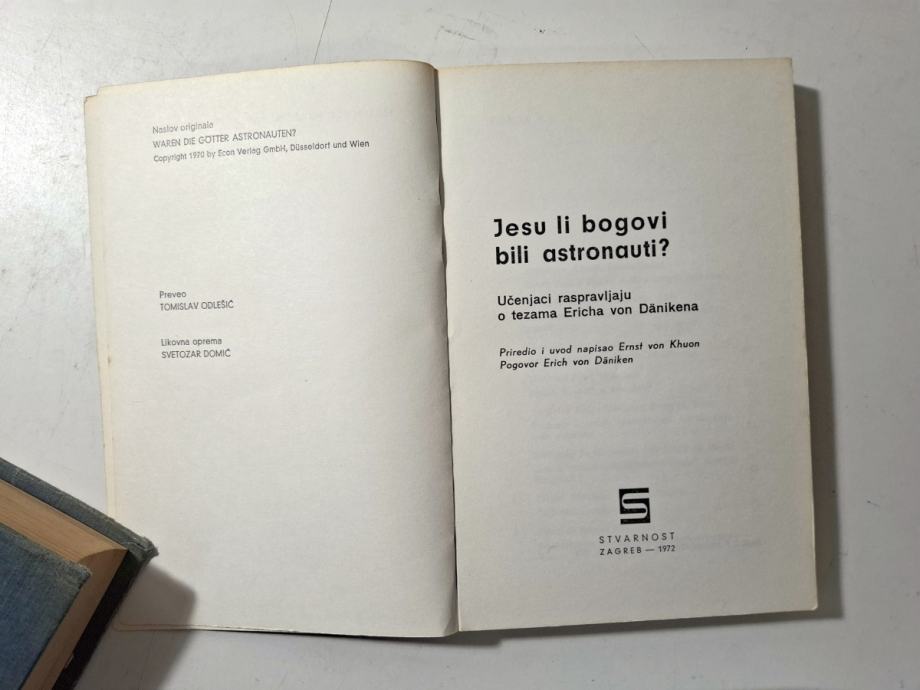 Naslov originala
WAREN DIE GÖTTER ASTRONAUTEN?
Copyright 1970 by Econ Verlag GmbH, Düsseldorf und Wien
Preveo
TOMISLAV ODLEŠIĆ
Likovna oprema
SVETOZAR DOMIĆ
Jesu li bogovi
bili astronauti?
Učenjaci raspravljaju
o tezama Ericha von Dänikena
Priredio i uvod napisao Ernst von Khuon
Pogovor Erich von Däniken
STVARNOST
ZAGREB — 1972